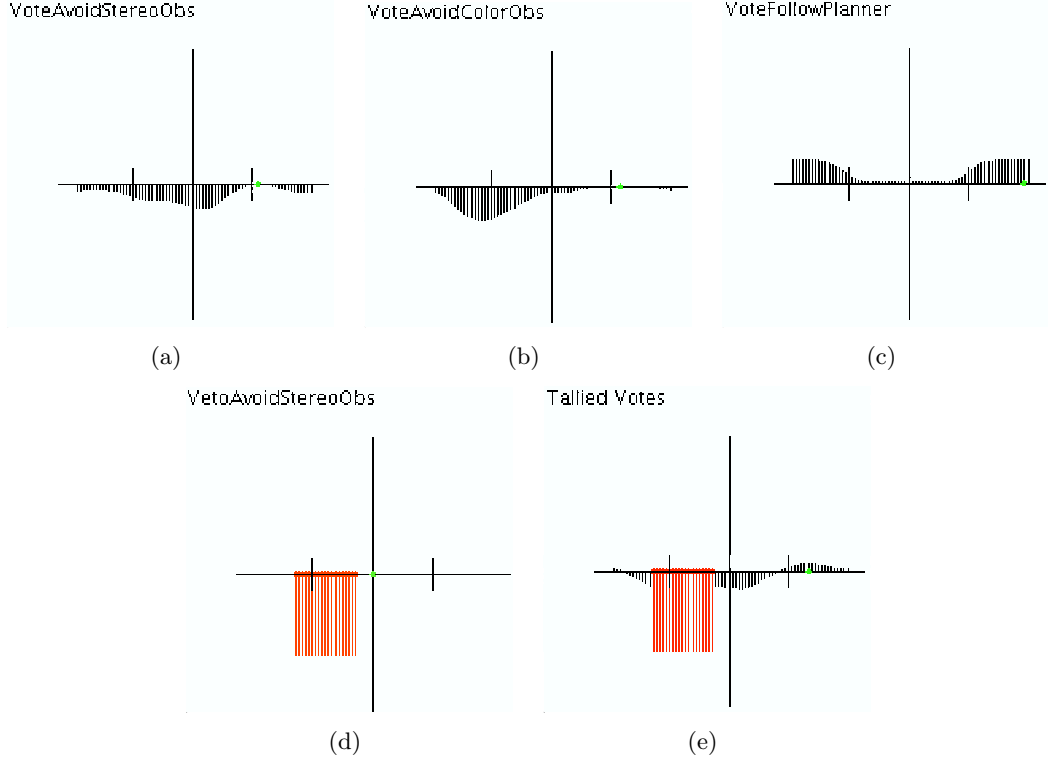 VoteAvoidStereoObs
VoteAvoidColorObs
VoteFollowPlanner
(a)
(b)
(c)
VetoAvoidStereoObs
Tallied Votes
(d)
(e)